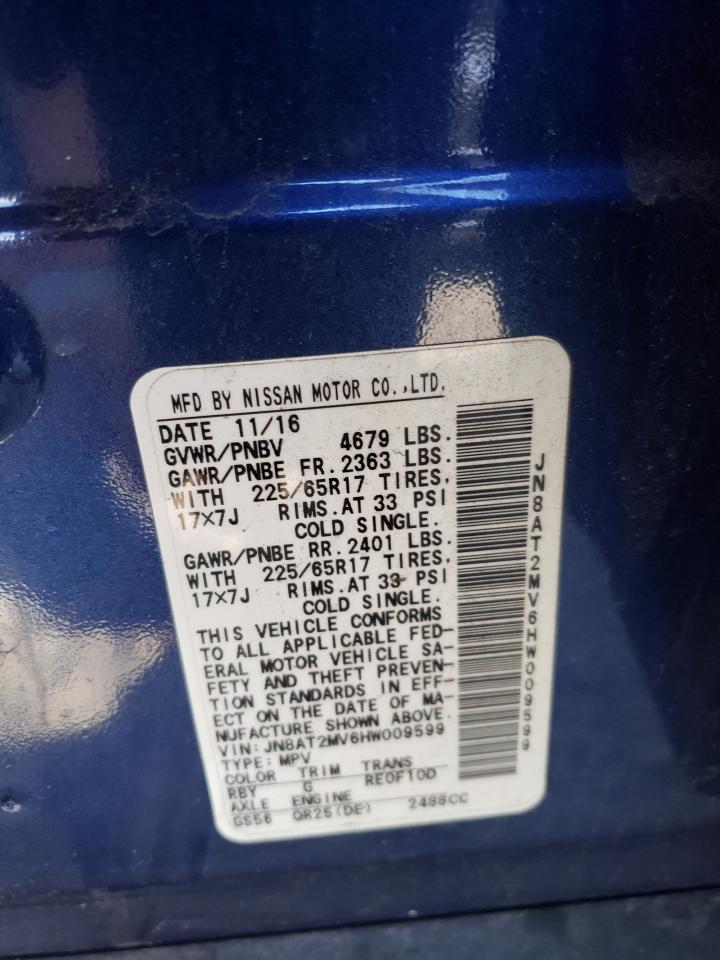 MFD BY NISSAN MOTOR CO.,LTD.
DATE 11/16
GVWR/PNBV 4679 LBS.
GAWR/PNBE FR. 2363 LBS.
WITH 225/65R17 TIRES,
17×7J RIMS.AT 33 PSI
COLD SINGLE.
GAWR/PNBE RR. 2401 LBS.
WITH 225/65R17 TIRES,
17×7J RIMS.AT 33 PSI
COLD SINGLE.
THIS VEHICLE CONFORMS
TO ALL APPLICABLE FED-
ERAL MOTOR VEHICLE SA-
FETY AND THEFT PREVEN-
TION STANDARDS IN EFF-
ECT ON THE DATE OF MA-
NUFACTURE SHOWN ABOVE.
VIN:JN8AT2MV6HW009599
TYPE:MPV
COLOR TRIM TRANS
RBY G RE0F10D
AXLE ENGINE
GS56 QR25(DE) 2488CC
JN8AT2MV6HW009599